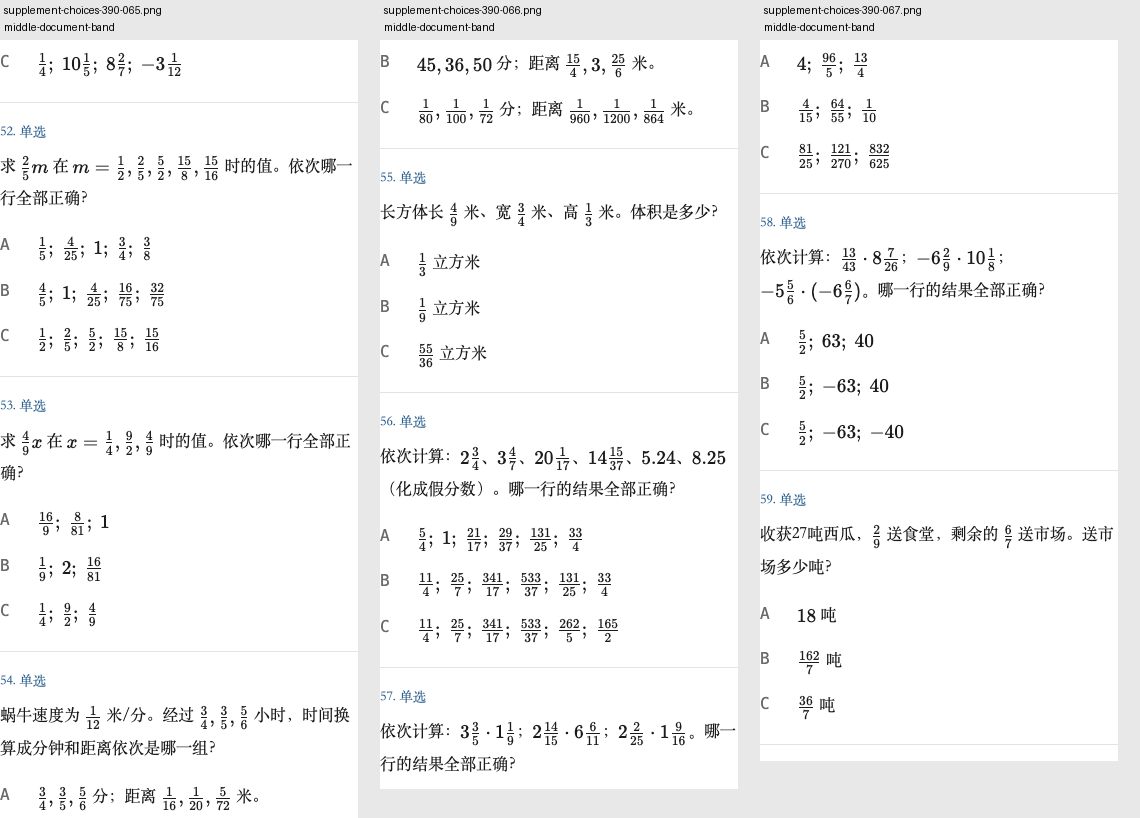 supplement-choices-390-065.png
middle-document-band
C 1/4; 10 1/5; 8 2/7; −3 1/12
52. 单选
求 2/5 m 在 m = 1/2, 2/5, 5/2, 15/8, 15/16 时的值。依次哪一
行全部正确?
A 1/5; 4/25; 1; 3/4; 3/8
B 4/5; 1; 4/25; 16/75; 32/75
C 1/2; 2/5; 5/2; 15/8; 15/16
53. 单选
求 4/9 x 在 x = 1/4, 9/2, 4/9 时的值。依次哪一行全部正
确?
A 16/9; 8/81; 1
B 1/9; 2; 16/81
C 1/4; 9/2; 4/9
54. 单选
蜗牛速度为 1/12 米/分。经过 3/4, 3/5, 5/6 小时，时间换
算成分钟和距离依次是哪一组?
A 3/4, 3/5, 5/6 分；距离 1/16, 1/20, 5/72 米。
supplement-choices-390-066.png
middle-document-band
B 45, 36, 50 分；距离 15/4, 3, 25/6 米。
C 1/80, 1/100, 1/72 分；距离 1/960, 1/1200, 1/864 米。
55. 单选
长方体长 4/9 米、宽 3/4 米、高 1/3 米。体积是多少?
A 1/3 立方米
B 1/9 立方米
C 55/36 立方米
56. 单选
依次计算：2 3/4、3 4/7、20 1/17、14 15/37、5.24、8.25
（化成假分数）。哪一行的结果全部正确?
A 5/4; 1; 21/17; 29/37; 131/25; 33/4
B 11/4; 25/7; 341/17; 533/37; 131/25; 33/4
C 11/4; 25/7; 341/17; 533/37; 262/5; 165/2
57. 单选
依次计算：3 3/5 · 1 1/9；2 14/15 · 6 6/11；2 2/25 · 1 9/16。哪一
行的结果全部正确?
supplement-choices-390-067.png
middle-document-band
A 4; 96/5; 13/4
B 4/15; 64/55; 1/10
C 81/25; 121/270; 832/625
58. 单选
依次计算：13/43 · 8 7/26；−6 2/9 · 10 1/8；
−5 5/6 · (−6 6/7)。哪一行的结果全部正确?
A 5/2; 63; 40
B 5/2; −63; 40
C 5/2; −63; −40
59. 单选
收获27吨西瓜，2/9 送食堂，剩余的 6/7 送市场。送市
场多少吨?
A 18 吨
B 162/7 吨
C 36/7 吨